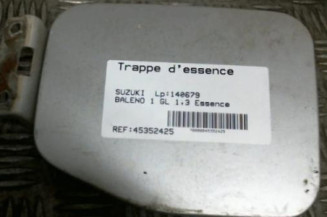 Trappe d'essence
SUZUKI Lp:140679
BALENO 1 GL 1.3 Essence
REF:45352425